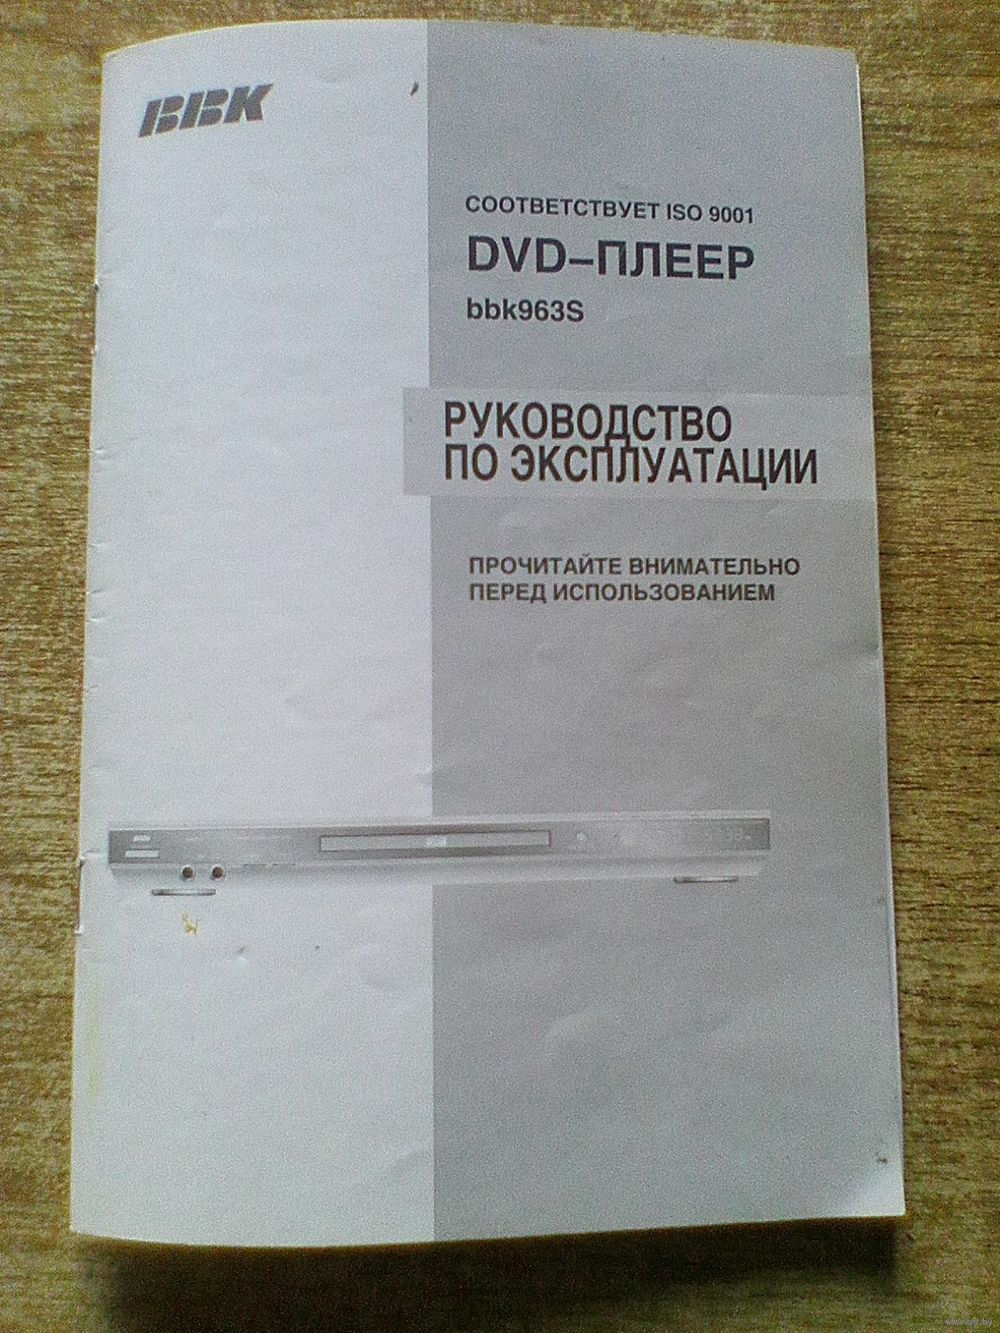 BBK
СООТВЕТСТВУЕТ ISO 9001
DVD–ПЛЕЕР
bbk963S
РУКОВОДСТВО
ПО ЭКСПЛУАТАЦИИ
ПРОЧИТАЙТЕ ВНИМАТЕЛЬНО
ПЕРЕД ИСПОЛЬЗОВАНИЕМ